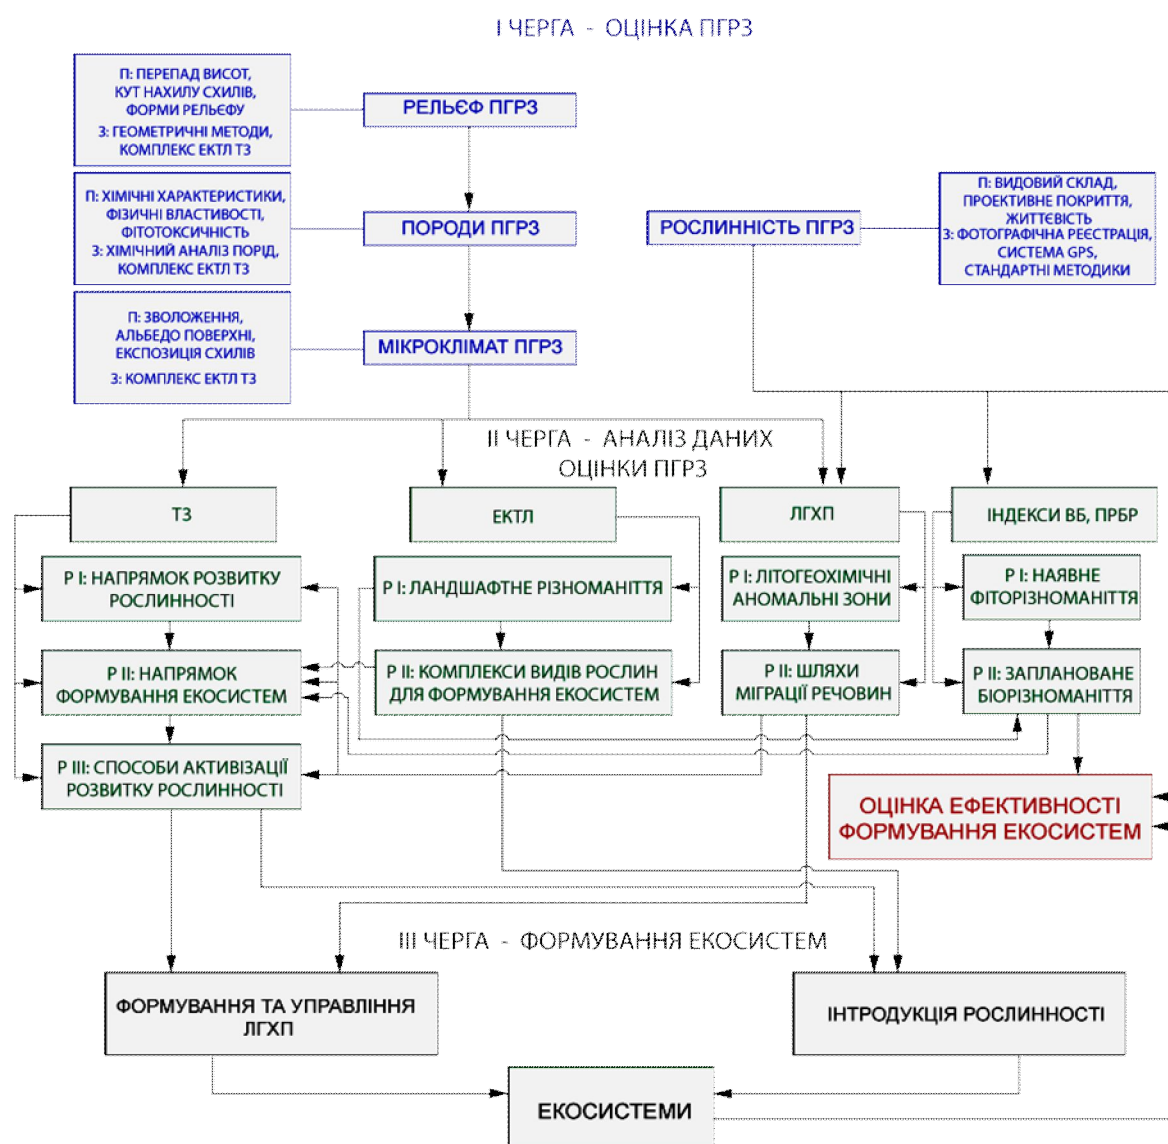 І ЧЕРГА - ОЦІНКА ПГРЗ
П: ПЕРЕПАД ВИСОТ,
КУТ НАХИЛУ СХИЛІВ,
ФОРМИ РЕЛЬЄФУ
З: ГЕОМЕТРИЧНІ МЕТОДИ,
КОМПЛЕКС ЕКТЛ ТЗ
РЕЛЬЄФ ПГРЗ
П: ХІМІЧНІ ХАРАКТЕРИСТИКИ,
ФІЗИЧНІ ВЛАСТИВОСТІ,
ФІТОТОКСИЧНІСТЬ
З: ХІМІЧНИЙ АНАЛІЗ ПОРІД,
КОМПЛЕКС ЕКТЛ ТЗ
ПОРОДИ ПГРЗ
РОСЛИННІСТЬ ПГРЗ
П: ВИДОВИЙ СКЛАД,
ПРОЕКТИВНЕ ПОКРИТТЯ,
ЖИТТЄВІСТЬ
З: ФОТОГРАФІЧНА РЕЄСТРАЦІЯ,
СИСТЕМА GPS,
СТАНДАРТНІ МЕТОДИКИ
П: ЗВОЛОЖЕННЯ,
АЛЬБЕДО ПОВЕРХНІ,
ЕКСПОЗИЦІЯ СХИЛІВ
З: КОМПЛЕКС ЕКТЛ ТЗ
МІКРОКЛІМАТ ПГРЗ
ІІ ЧЕРГА - АНАЛІЗ ДАНИХ
ОЦІНКИ ПГРЗ
ТЗ
ЕКТЛ
ЛГХП
ІНДЕКСИ ВБ, ПРБР
Р І: НАПРЯМОК РОЗВИТКУ
РОСЛИННОСТІ
Р І: ЛАНДШАФТНЕ РІЗНОМАНІТТЯ
Р І: ЛІТОГЕОХІМІЧНІ
АНОМАЛЬНІ ЗОНИ
Р І: НАЯВНЕ
ФІТОРІЗНОМАНІТТЯ
Р ІІ: НАПРЯМОК
ФОРМУВАННЯ ЕКОСИСТЕМ
Р ІІ: КОМПЛЕКСИ ВИДІВ РОСЛИН
ДЛЯ ФОРМУВАННЯ ЕКОСИСТЕМ
Р ІІ: ШЛЯХИ
МІГРАЦІЇ РЕЧОВИН
Р ІІ: ЗАПЛАНОВАНЕ
БІОРІЗНОМАНІТТЯ
Р ІІІ: СПОСОБИ АКТИВІЗАЦІЇ
РОЗВИТКУ РОСЛИННОСТІ
ОЦІНКА ЕФЕКТИВНОСТІ
ФОРМУВАННЯ ЕКОСИСТЕМ
ІІІ ЧЕРГА - ФОРМУВАННЯ ЕКОСИСТЕМ
ФОРМУВАННЯ ТА УПРАВЛІННЯ
ЛГХП
ІНТРОДУКЦІЯ РОСЛИННОСТІ
ЕКОСИСТЕМИ